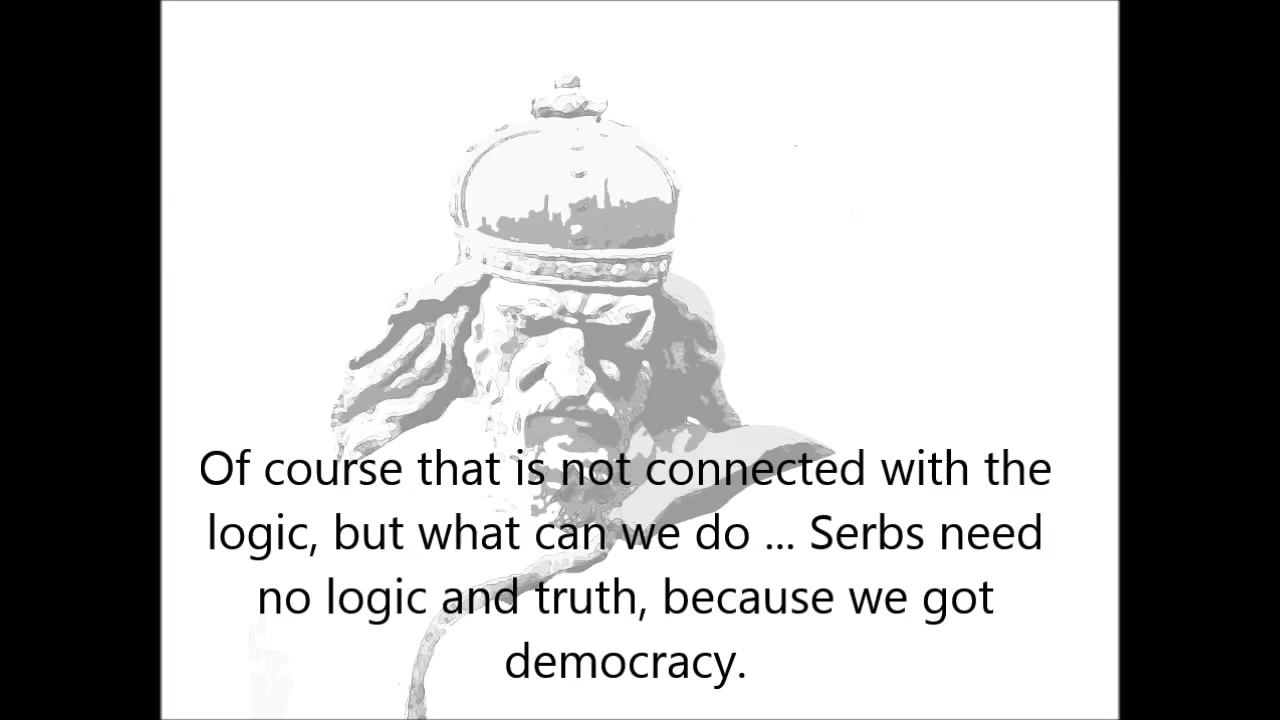 Of course that is not connected with the
logic, but what can we do ... Serbs need
no logic and truth, because we got
democracy.